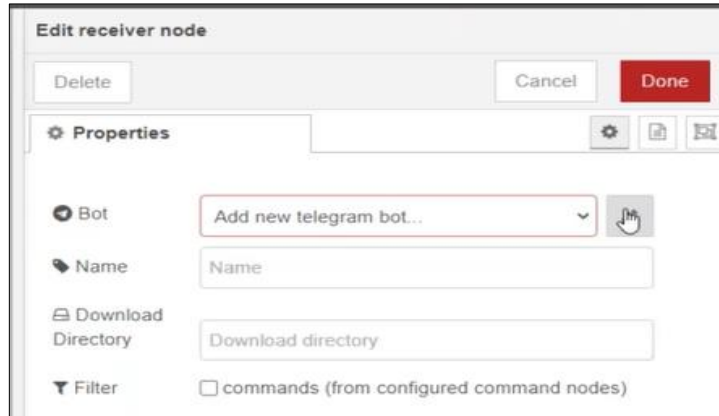 Edit receiver node
Delete
Cancel
Done
Properties
Bot
Add new telegram bot...
Name
Name
Download
Directory
Download directory
Filter
commands (from configured command nodes)